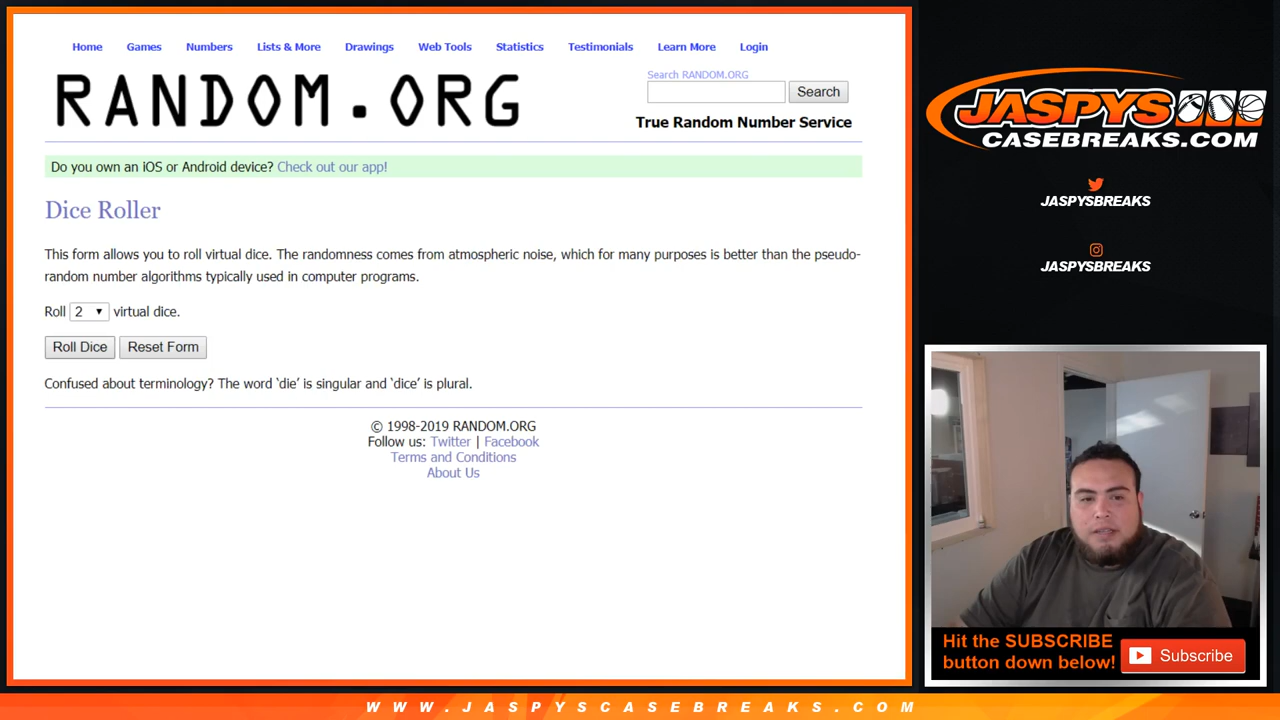 Home Games Numbers Lists & More Drawings Web Tools Statistics Testimonials Learn More Login
RANDOM.ORG
Search RANDOM.ORG
Search
True Random Number Service
Do you own an iOS or Android device? Check out our app!
Dice Roller
This form allows you to roll virtual dice. The randomness comes from atmospheric noise, which for many purposes is better than the pseudo-
random number algorithms typically used in computer programs.
Roll 2 virtual dice.
Roll Dice Reset Form
Confused about terminology? The word ‘die’ is singular and ‘dice’ is plural.
© 1998-2019 RANDOM.ORG
Follow us: Twitter | Facebook
Terms and Conditions
About Us
JASPYS
CASEBREAKS.COM
JASPYSBREAKS
JASPYSBREAKS
Hit the SUBSCRIBE
button down below!
Subscribe
WWW.JASPYSCASEBREAKS.COM